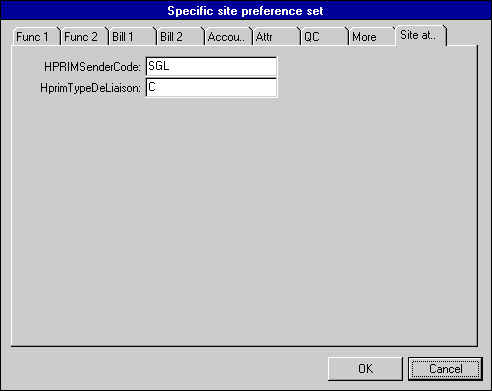 Specific site preference set
Func 1 Func 2 Bill 1 Bill 2 Accou.. Attr QC More Site at..
HPRIMSenderCode: SGL
HprimTypeDeLiaison: C
OK Cancel